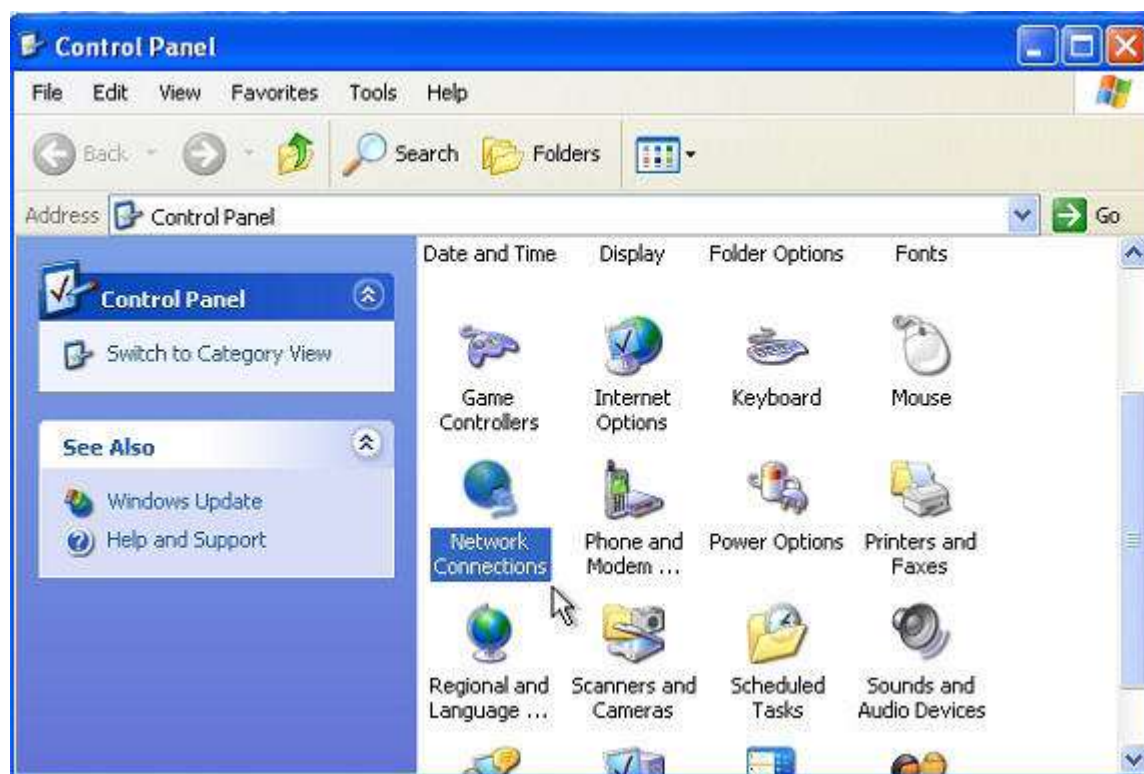 Control Panel
File Edit View Favorites Tools Help
Back Search Folders
Address Control Panel Go
Control Panel
Switch to Category View
See Also
Windows Update
Help and Support
Date and Time Display Folder Options Fonts
Game Controllers
Internet Options
Keyboard
Mouse
Network Connections
Phone and Modem ...
Power Options
Printers and Faxes
Regional and Language ...
Scanners and Cameras
Scheduled Tasks
Sounds and Audio Devices